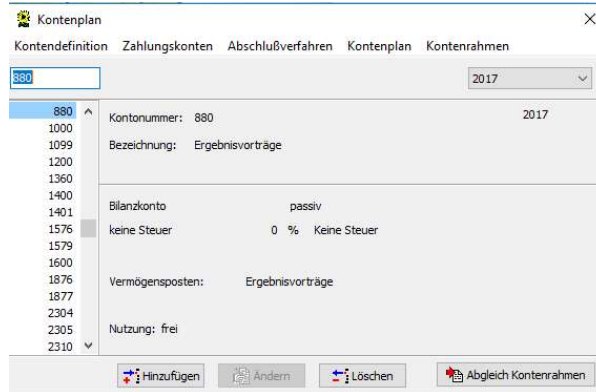 Kontenplan
Kontendefinition Zahlungskonten Abschlußverfahren Kontenplan Kontenrahmen
880 2017
880
1000
1099
1200
1360
1400
1401
1576
1579
1600
1876
1877
2304
2305
2310
Kontonummer: 880 2017
Bezeichnung: Ergebnisvorträge
Bilanzkonto passiv
keine Steuer 0 % Keine Steuer
Vermögensposten: Ergebnisvorträge
Nutzung: frei
Hinzufügen Ändern Löschen Abgleich Kontenrahmen